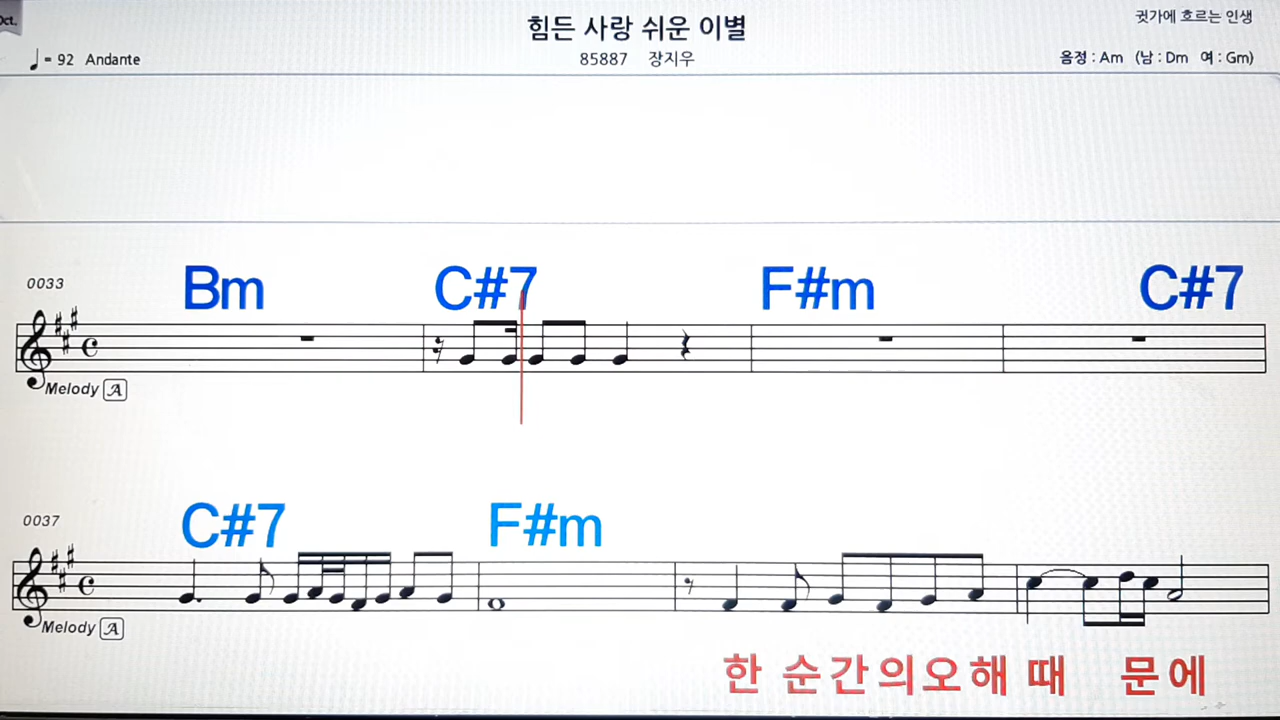 Oct.
힘든 사랑 쉬운 이별
귓가에 흐르는 인생
♩= 92 Andante
85887 장지우
음정 : Am (남 : Dm 여 : Gm)
0033
Bm C#7 F#m C#7
Melody A
0037
C#7 F#m
Melody A
한 순간의오해 때 문에